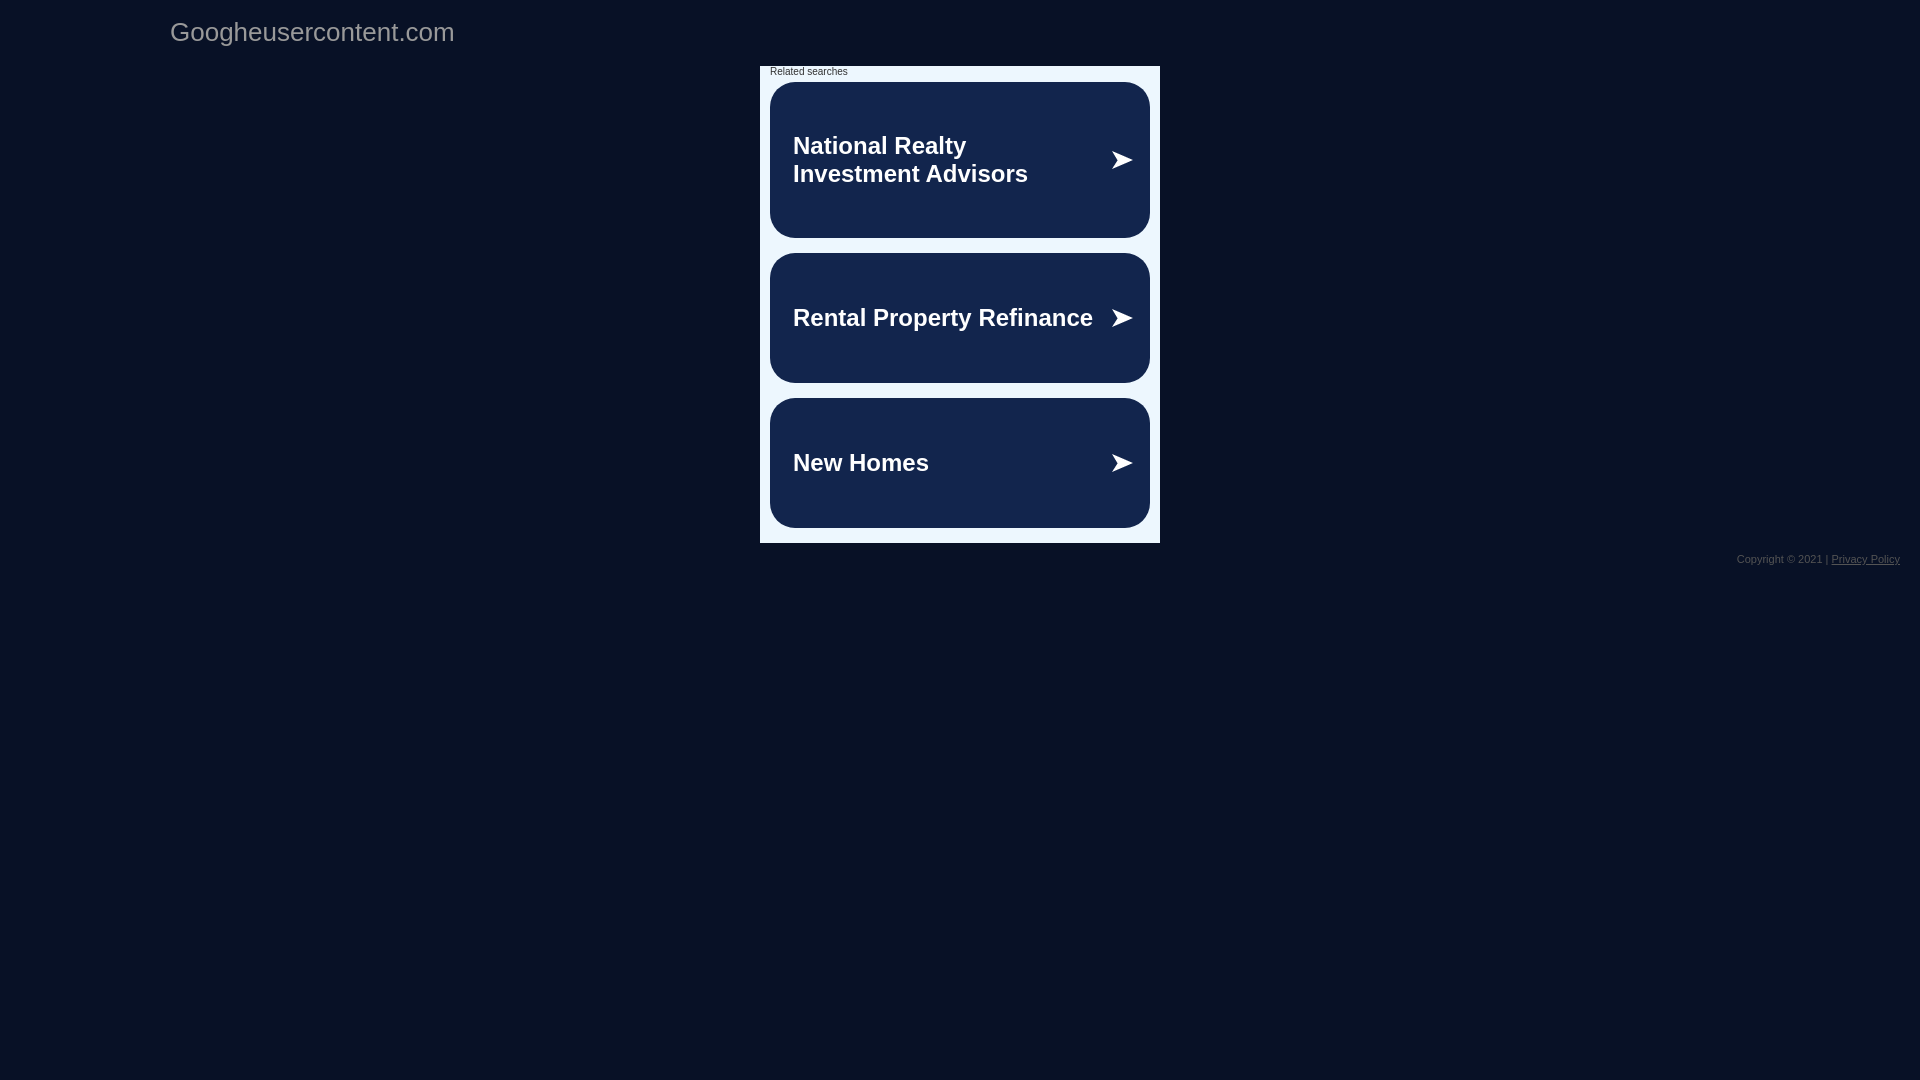 Googheusercontent.com
Related searches
National Realty
Investment Advisors
Rental Property Refinance
New Homes
Copyright © 2021 | Privacy Policy